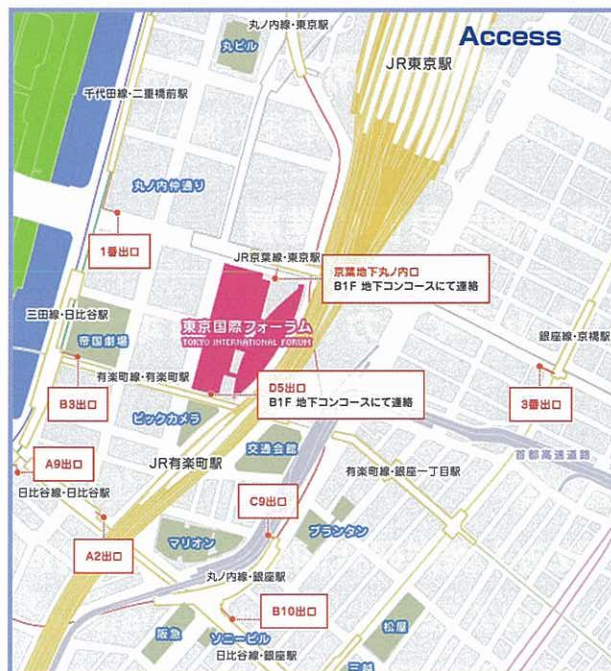 Access
丸ノ内線・東京駅
丸ビル
JR東京駅
千代田線・二重橋前駅
丸ノ内仲通り
1番出口
JR京葉線・東京駅
京葉地下丸ノ内口
B1F 地下コンコースにて連絡
三田線・日比谷駅
東京国際フォーラム
TOKYO INTERNATIONAL FORUM
帝国劇場
銀座線・京橋駅
有楽町線・有楽町駅
D5出口
B1F 地下コンコースにて連絡
B3出口
3番出口
ビックカメラ
交通会館
JR有楽町駅
首都高速道路
A9出口
有楽町線・銀座一丁目駅
日比谷線・日比谷駅
C9出口
プランタン
A2出口
マリオン
丸ノ内線・銀座駅
B10出口
阪急
ソニービル
松屋
日比谷線・銀座駅
三越